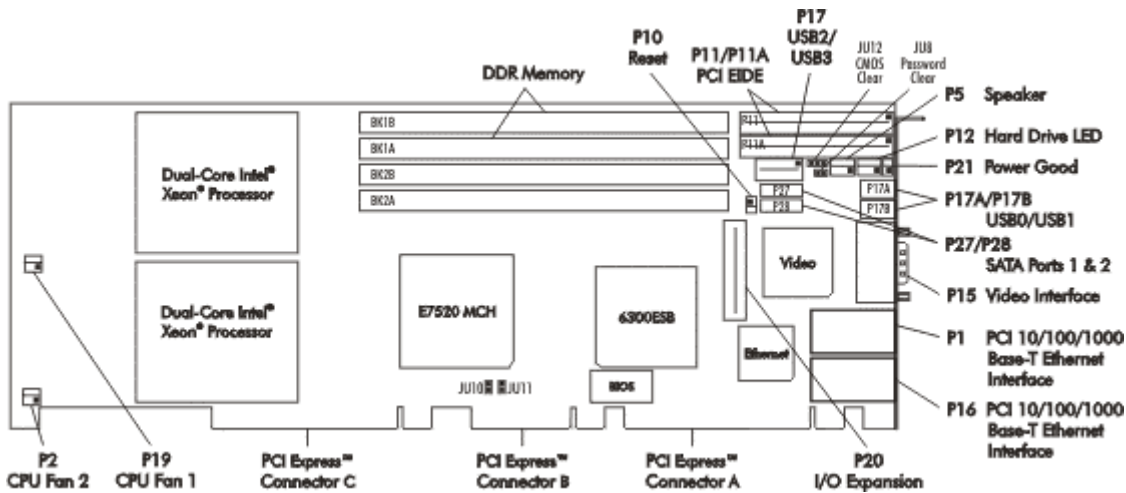 P17
USB2/
USB3
P10
Reset
P11/P11A
PCI EIDE
JU12
CMOS
Clear
JU8
Password
Clear
DDR Memory
P5 Speaker
P12 Hard Drive LED
P21 Power Good
P17A/P17B
USB0/USB1
P27/P28
SATA Ports 1 & 2
P15 Video Interface
P1 PCI 10/100/1000
Base-T Ethernet
Interface
P16 PCI 10/100/1000
Base-T Ethernet
Interface
BK1B
BK1A
BK2B
BK2A
P11
P11A
P27
P28
P17A
P17B
Dual-Core Intel®
Xeon® Processor
Dual-Core Intel®
Xeon® Processor
E7520 MCH
6300ESB
Video
Ethernet
BIOS
JU10
JU11
P2
CPU Fan 2
P19
CPU Fan 1
PCI Express™
Connector C
PCI Express™
Connector B
PCI Express™
Connector A
P20
I/O Expansion